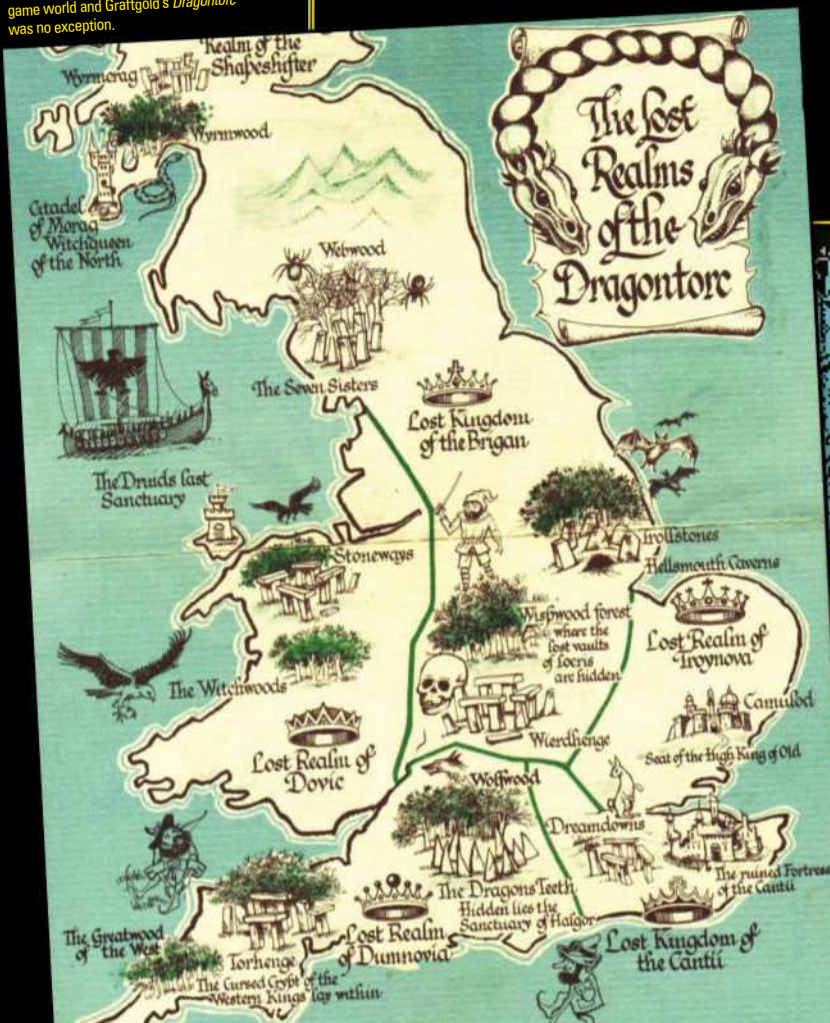 game world and Graftgold's Dragontorc
was no exception.
The Lost
Realms
of the
Dragontorc
Realm of the
Shapeshifter
Wyrmcrag
Wyrmwood
Citadel
of Morag
Witchqueen
of the North
Webwood
The Seven Sisters
Lost Kingdom
of the Brigan
The Druids last
Sanctuary
Stoneways
Trollstones
Hellsmouth Caverns
Wispwood forest
where the
lost vaults
of Locris
are hidden
Lost Realm of
Troynova
The Witchwoods
Camulod
Seat of the High King of Old
Wierdhenge
Lost Realm of
Dovic
Wolfwood
Dreamdowns
The ruined Fortress
of the Cantii
The Dragons Teeth
Hidden lies the
Sanctuary of Halgor
Lost Realm
of Dumnovia
Lost Kingdom of
the Cantii
The Greatwood
of the West
Torhenge
The Cursed Crypt of the
Western Kings lay within